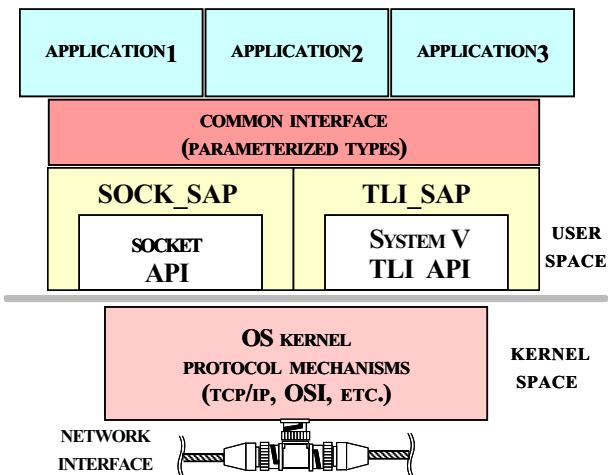 APPLICATION1 APPLICATION2 APPLICATION3
COMMON INTERFACE
(PARAMETERIZED TYPES)
SOCK_SAP TLI_SAP
SOCKET API
SYSTEM V TLI API
USER SPACE
OS KERNEL
PROTOCOL MECHANISMS
(TCP/IP, OSI, ETC.)
KERNEL SPACE
NETWORK
INTERFACE